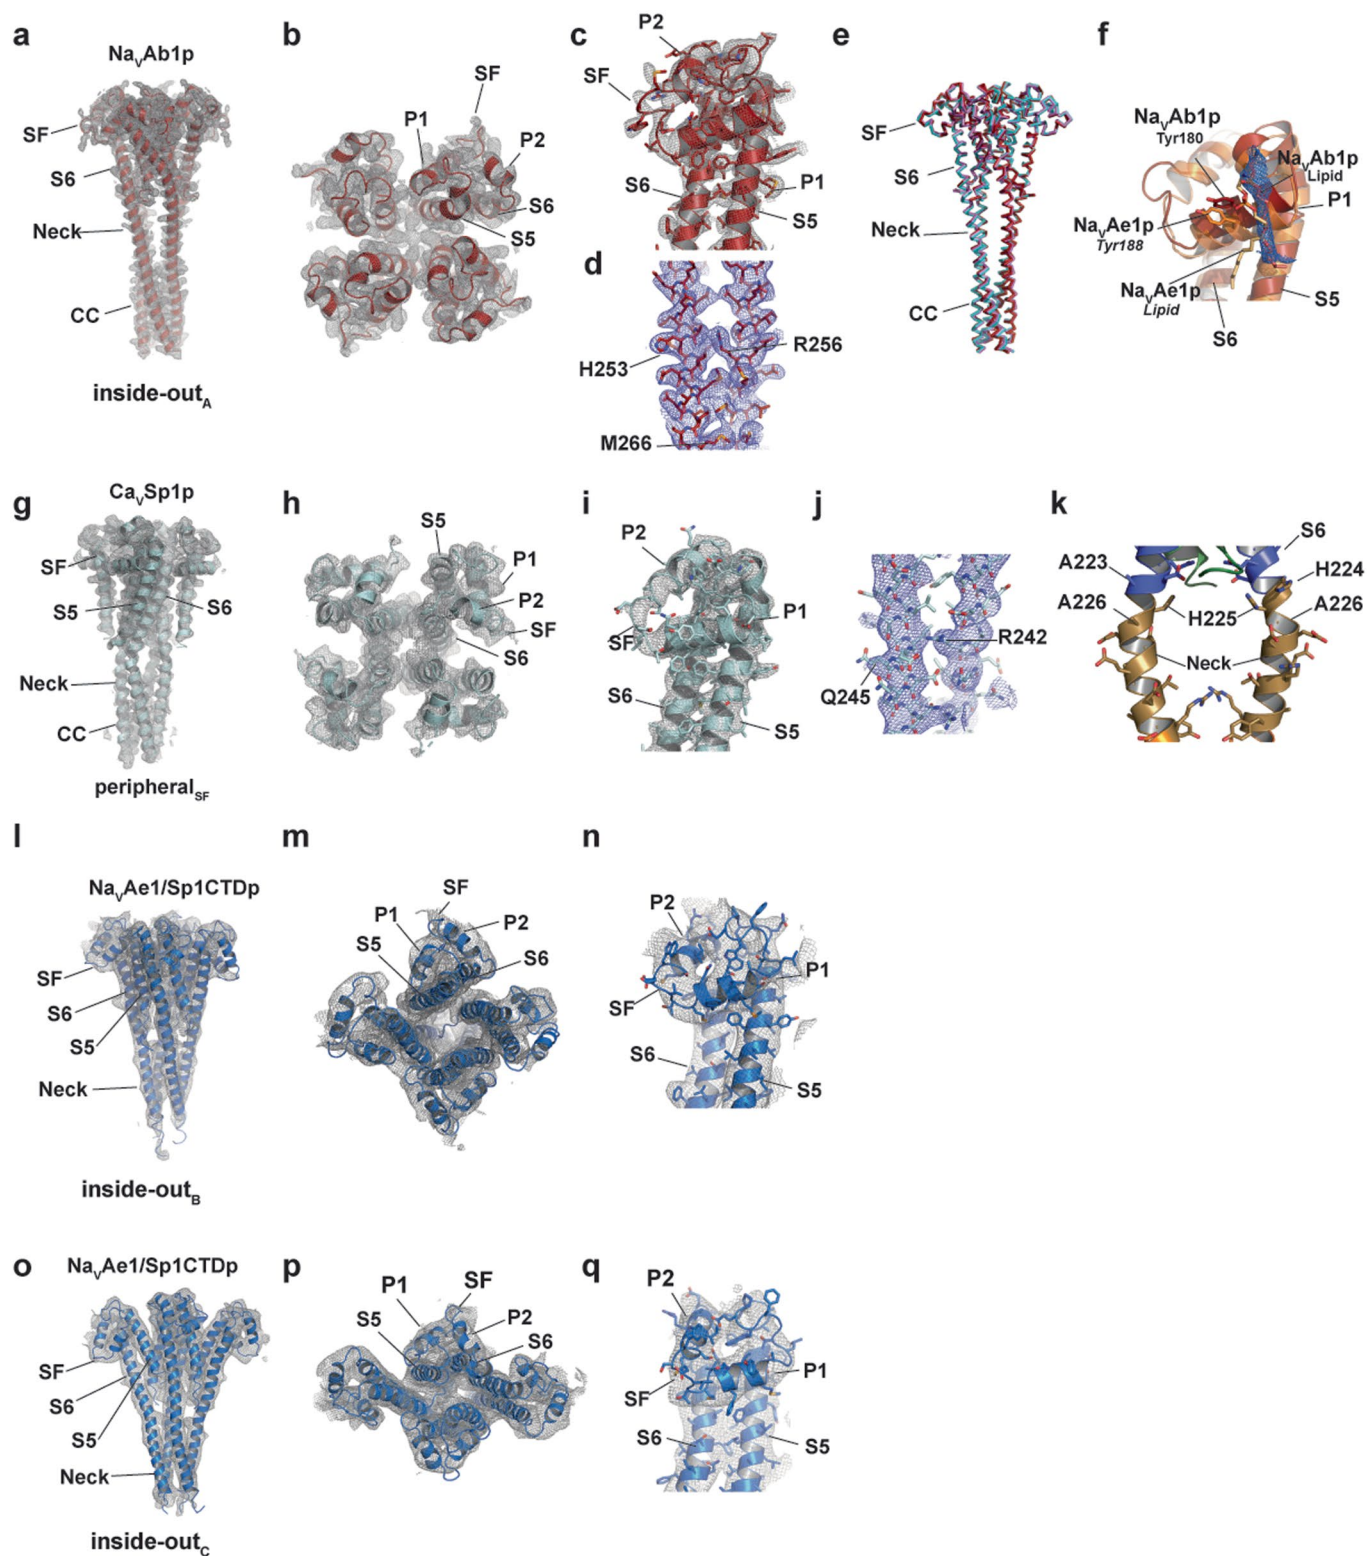 a
NaVAb1p
SF
S6
Neck
CC
inside-outA
b
SF
P1
P2
S6
S5
c
P2
SF
S6
P1
S5
d
R256
H253
M266
e
SF
S6
Neck
CC
f
NaVAb1p
Tyr180
NaVAb1p
Lipid
P1
NaVAe1p
Tyr188
NaVAe1p
Lipid
S5
S6
g
CaVSp1p
SF
S5
S6
Neck
CC
peripheralSF
h
S5
P1
P2
SF
S6
i
P2
P1
SF
S6
S5
j
R242
Q245
k
S6
A223
H224
A226
H225
A226
Neck
l
NaVAe1/Sp1CTDp
SF
S6
S5
Neck
inside-outB
m
SF
P1
P2
S5
S6
n
P2
P1
SF
S6
S5
o
NaVAe1/Sp1CTDp
SF
S6
S5
Neck
inside-outC
p
P1
SF
S5
P2
S6
q
P2
P1
SF
S6
S5